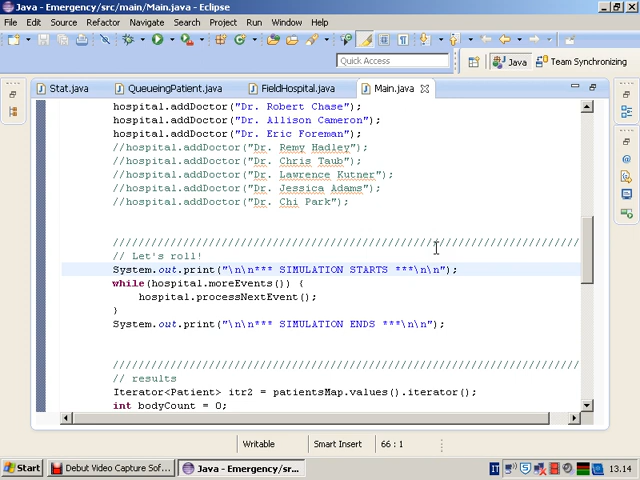 Java - Emergency/src/main/Main.java - Eclipse
File Edit Source Refactor Navigate Search Project Run Window Help
Quick Access
Java
Team Synchronizing
Stat.java QueueingPatient.java FieldHospital.java Main.java
hospital.addDoctor("Dr. Robert Chase");
hospital.addDoctor("Dr. Allison Cameron");
hospital.addDoctor("Dr. Eric Foreman");
//hospital.addDoctor("Dr. Remy Hadley");
//hospital.addDoctor("Dr. Chris Taub");
//hospital.addDoctor("Dr. Lawrence Kutner");
//hospital.addDoctor("Dr. Jessica Adams");
//hospital.addDoctor("Dr. Chi Park");
////////////////////////////////////////////////////////////////////////
// Let's roll!
System.out.print("\n\n*** SIMULATION STARTS ***\n\n");
while(hospital.moreEvents()) {
hospital.processNextEvent();
}
System.out.print("\n\n*** SIMULATION ENDS ***\n\n");
////////////////////////////////////////////////////////////////////////
// results
Iterator<Patient> itr2 = patientsMap.values().iterator();
int bodyCount = 0;
Writable Smart Insert 66 : 1
Start Debut Video Capture Sof... Java - Emergency/sr... IT 13.14